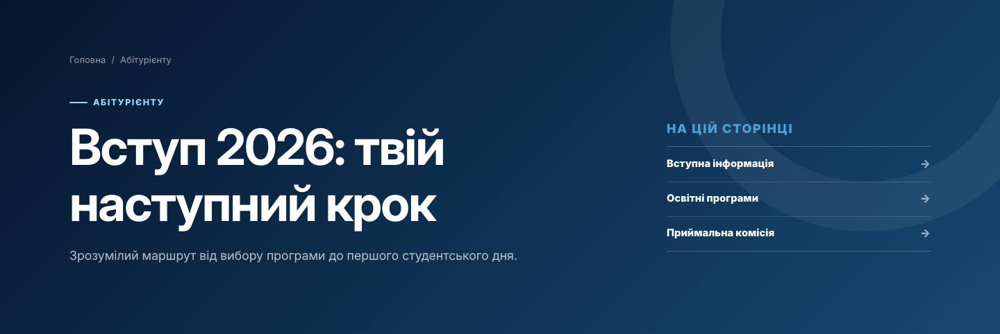 Головна / Абітурієнту
АБІТУРІЄНТУ
Вступ 2026: твій
наступний крок
Зрозумілий маршрут від вибору програми до першого студентського дня.
НА ЦІЙ СТОРІНЦІ
Вступна інформація →
Освітні програми →
Приймальна комісія →